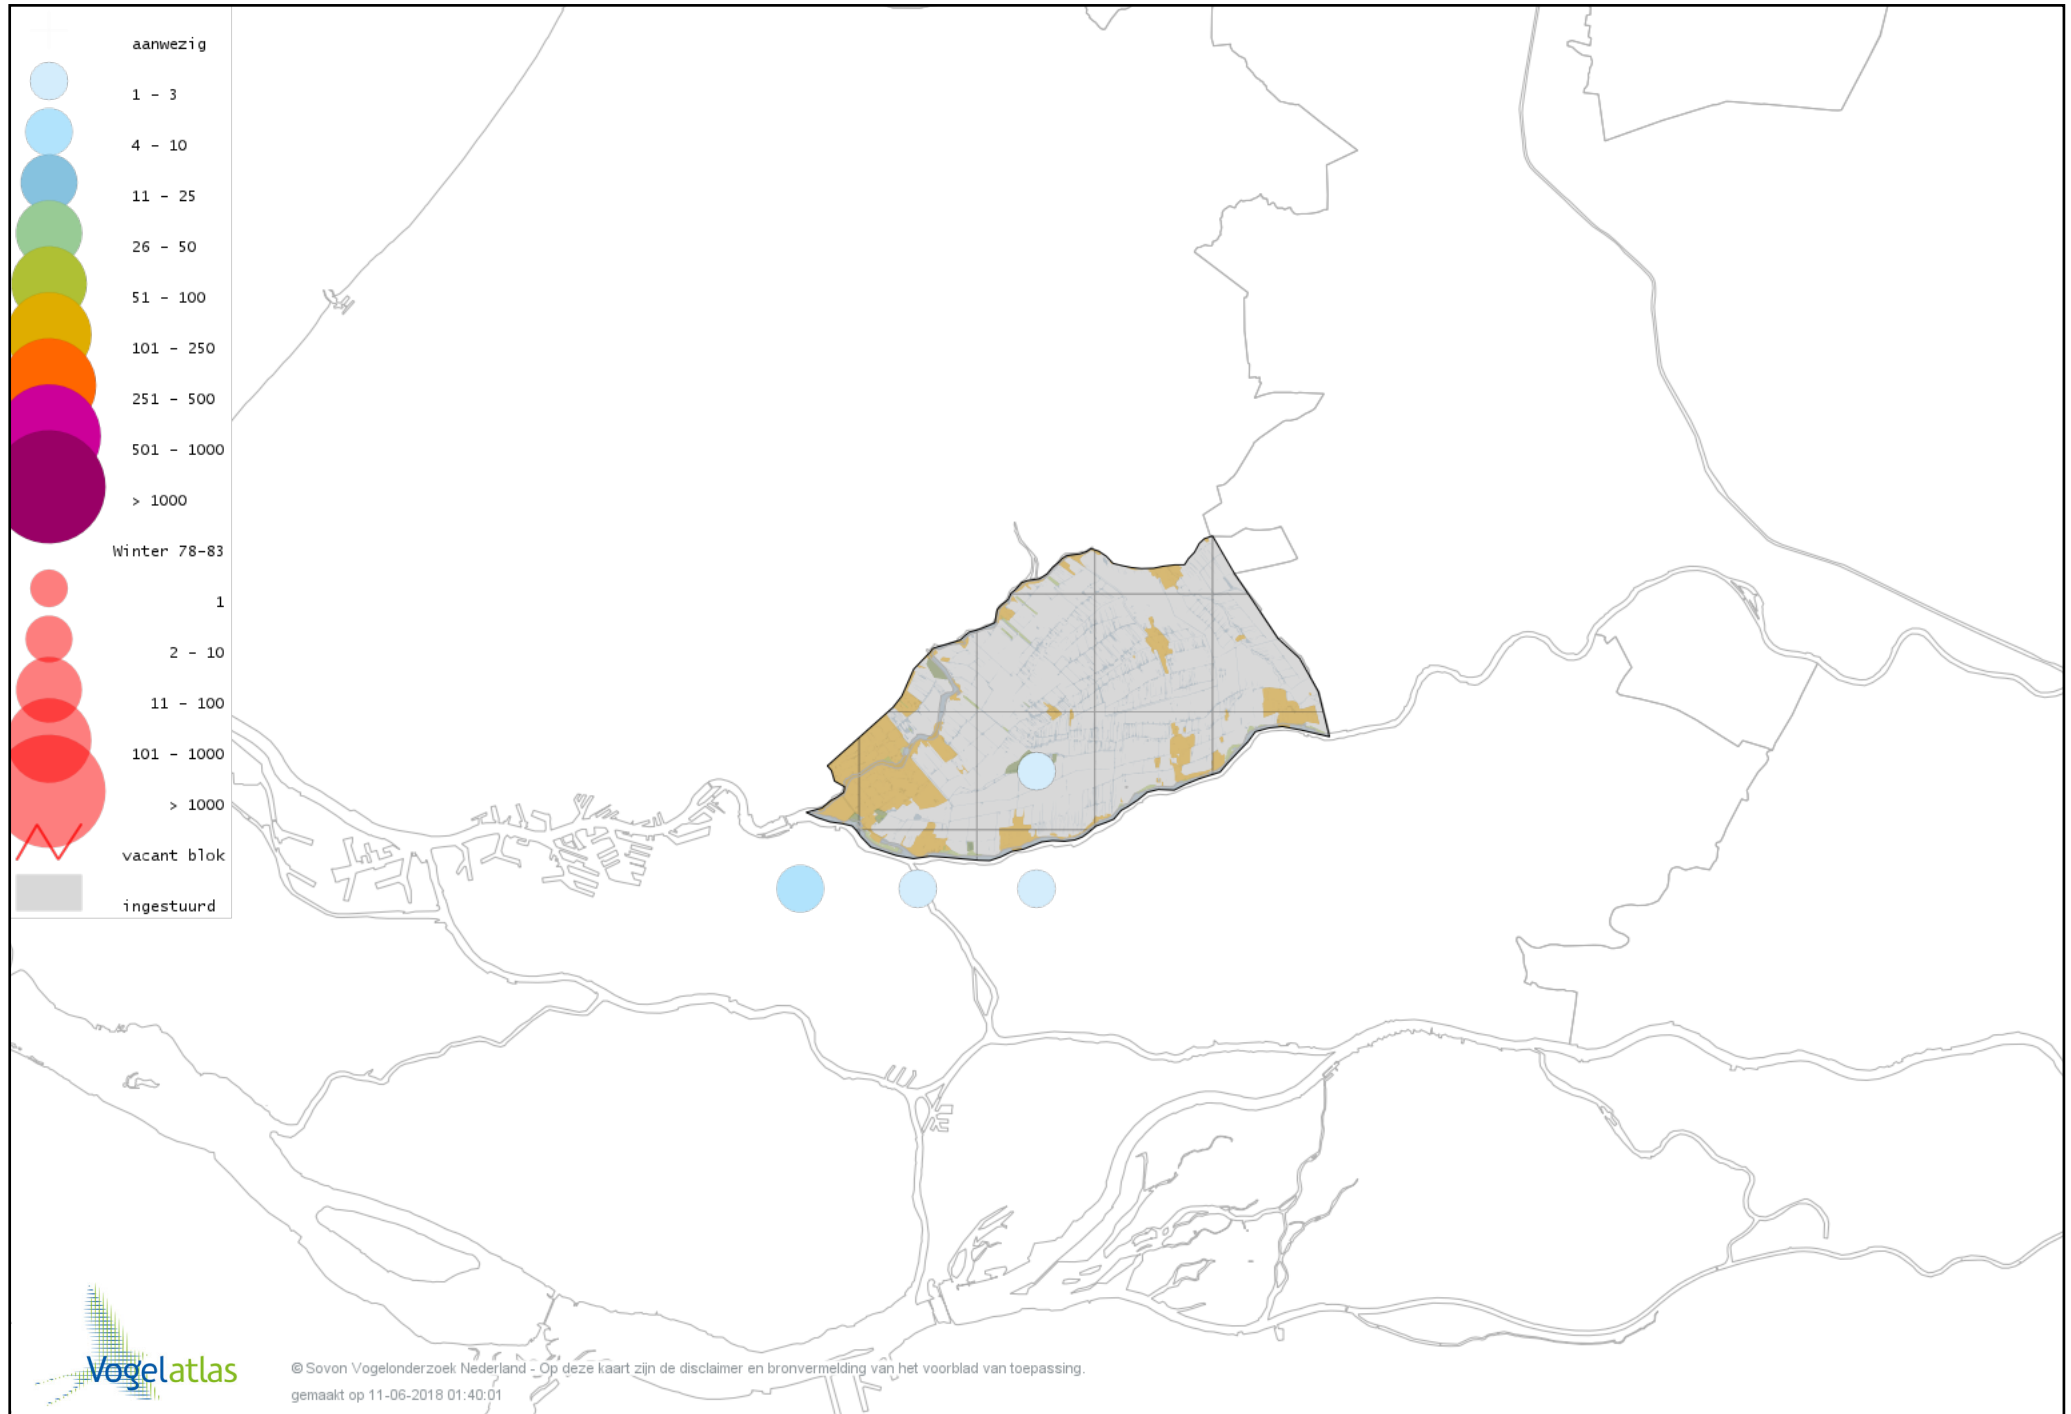 aanwezig
1 - 3
4 - 10
11 - 25
26 - 50
51 - 100
101 - 250
251 - 500
501 - 1000
> 1000
Winter 78-83
1
2 - 10
11 - 100
101 - 1000
> 1000
vacant blok
ingestuurd
Vogelatlas
© Sovon Vogelonderzoek Nederland - Op deze kaart zijn de disclaimer en bronvermelding van het voorblad van toepassing.
gemaakt op 11-06-2018 01:40:01